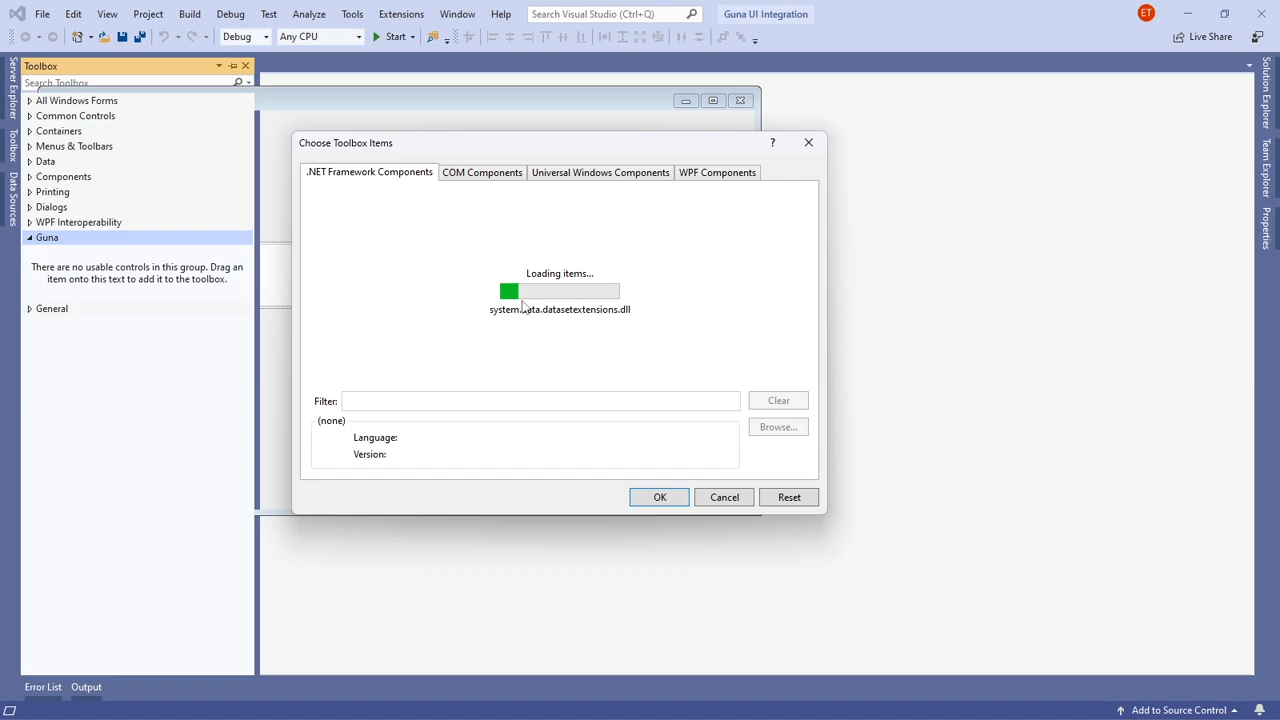 File Edit View Project Build Debug Test Analyze Tools Extensions Window Help Search Visual Studio (Ctrl+Q) Guna UI Integration ET
Debug Any CPU Start Live Share
Toolbox
Search Toolbox
All Windows Forms
Common Controls
Containers
Menus & Toolbars
Data
Components
Printing
Dialogs
WPF Interoperability
Guna
There are no usable controls in this group. Drag an
item onto this text to add it to the toolbox.
General
Server Explorer
Toolbox
Data Sources
Choose Toolbox Items
?
.NET Framework Components COM Components Universal Windows Components WPF Components
Loading items...
system.data.datasetextensions.dll
Filter:
Clear
(none)
Browse...
Language:
Version:
OK Cancel Reset
Solution Explorer
Team Explorer
Properties
Error List Output
Add to Source Control